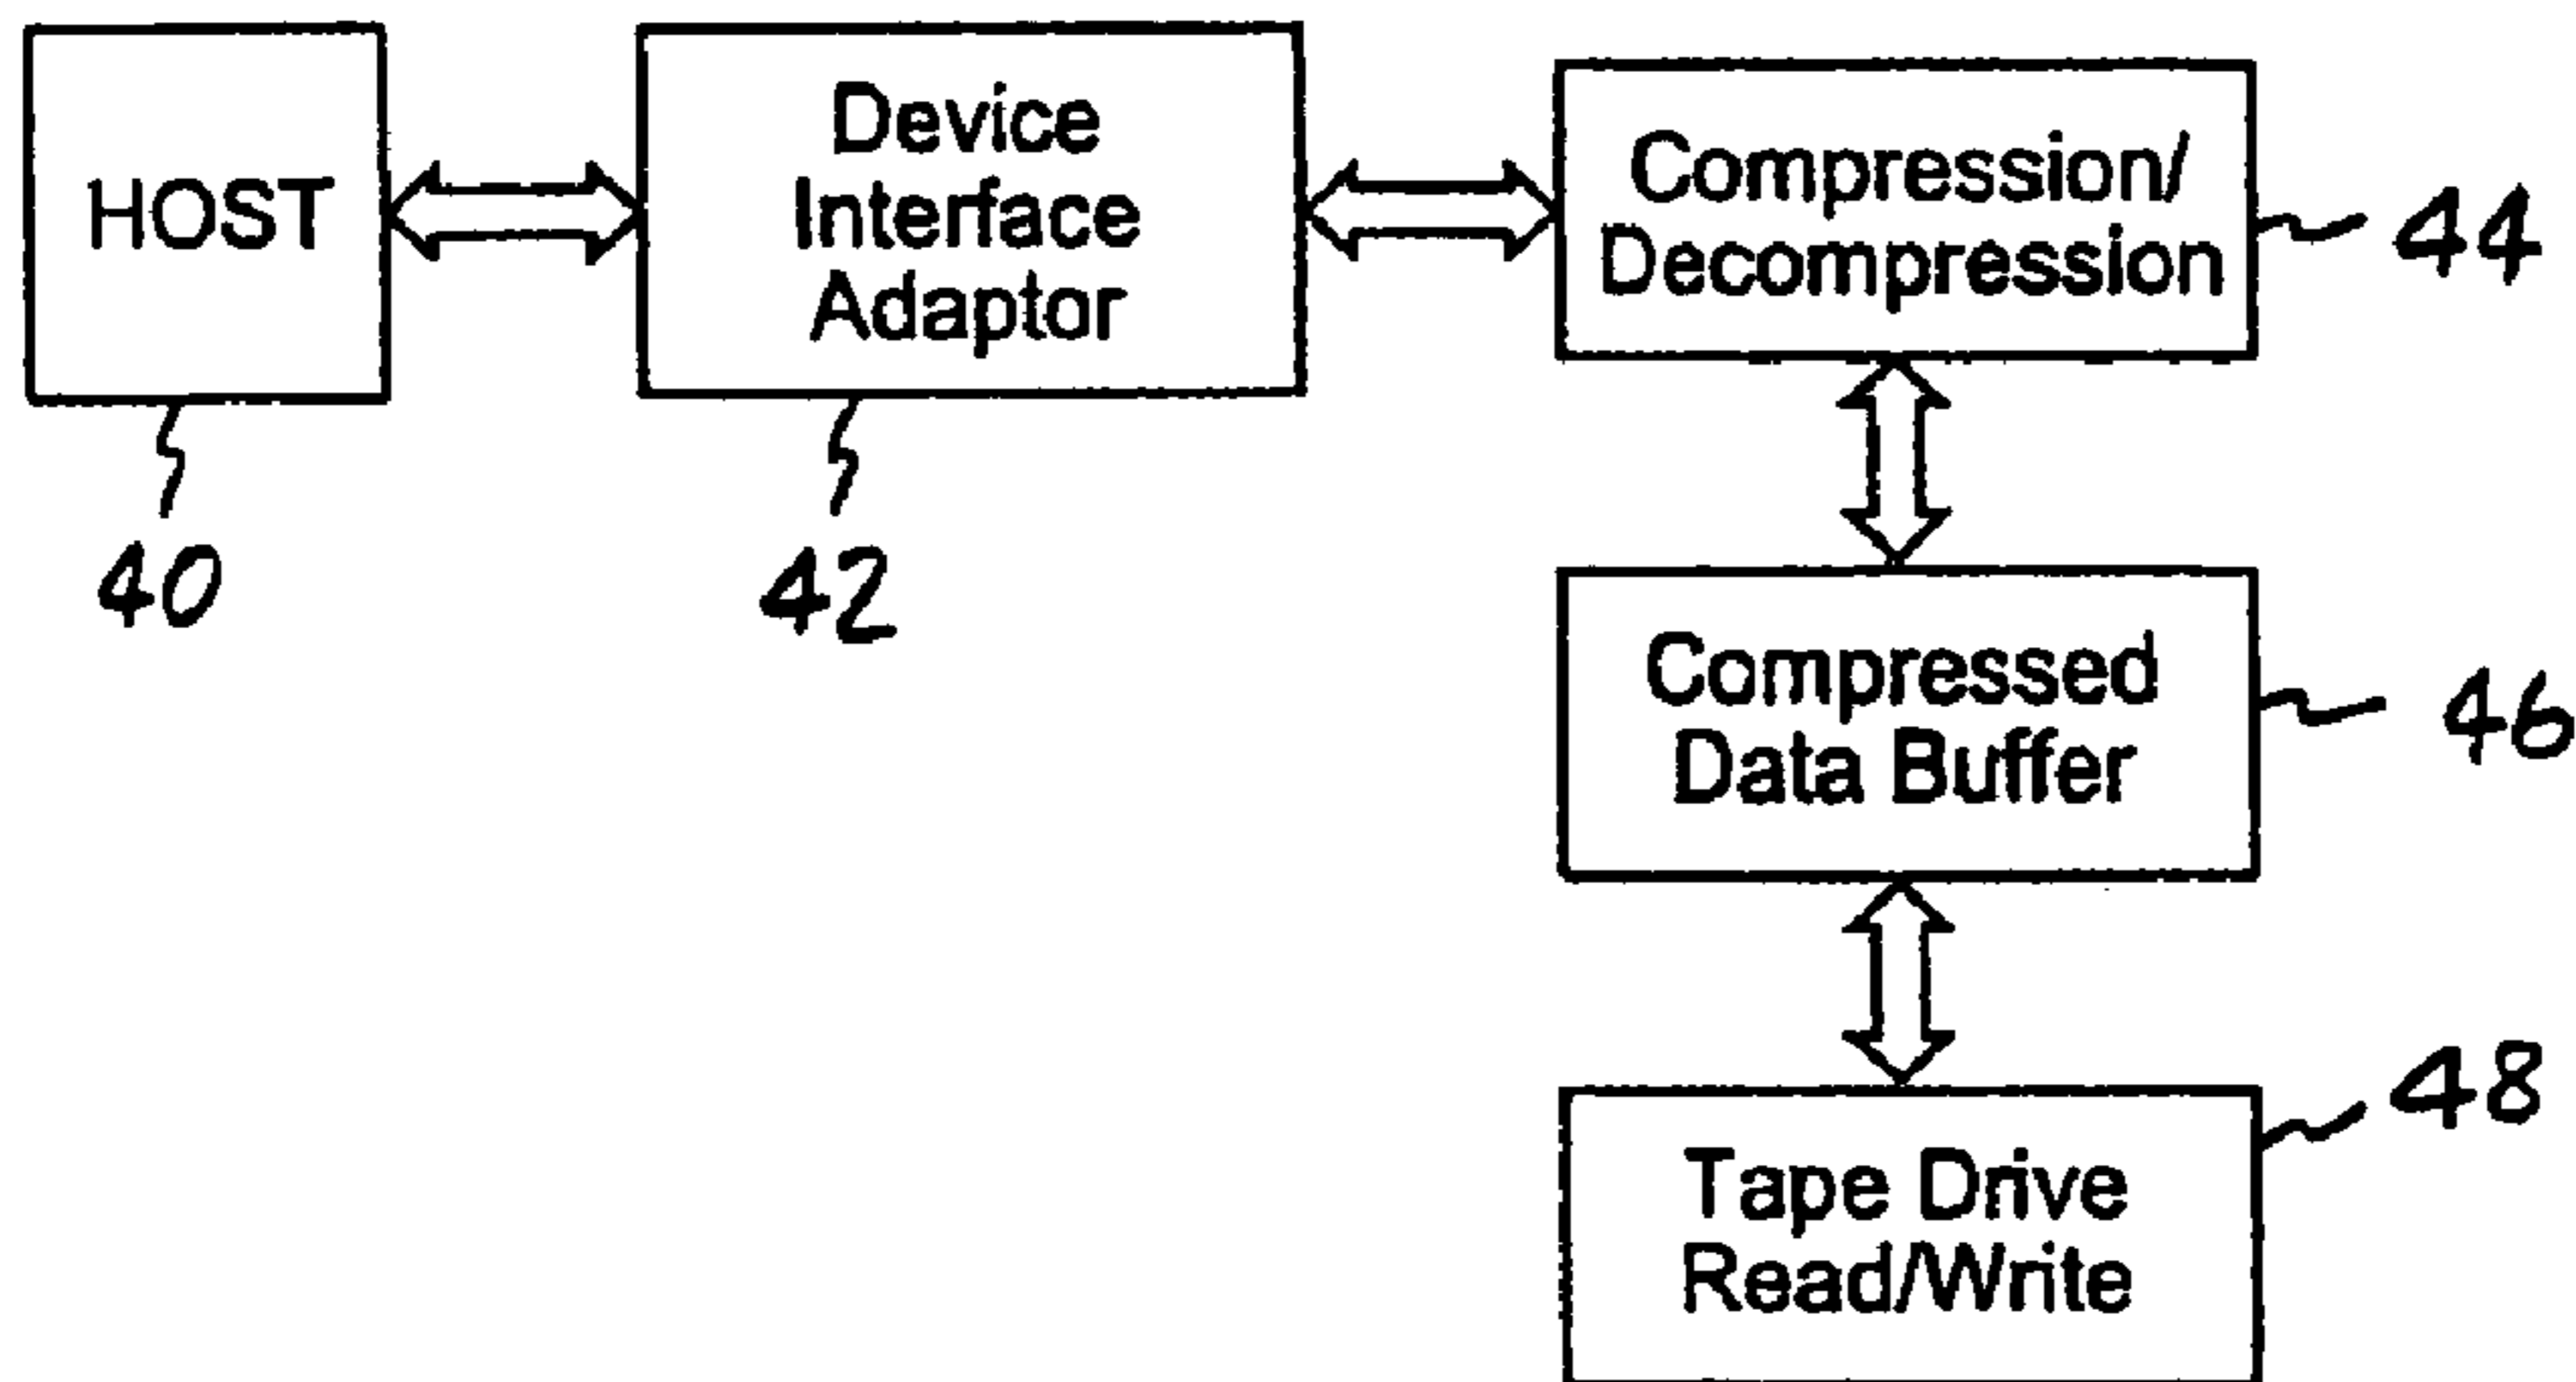 HOST
40
Device
Interface
Adaptor
42
Compression/
Decompression
44
Compressed
Data Buffer
46
Tape Drive
Read/Write
48